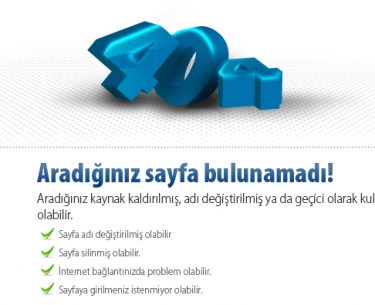 404
Aradığınız sayfa bulunamadı!
Aradığınız kaynak kaldırılmış, adı değiştirilmiş ya da geçici olarak
olabilir.
Sayfa adı değiştirilmiş olabilir
Sayfa silinmiş olabilir.
İnternet bağlantınızda problem olabilir.
Sayfaya girilmeniz istenmiyor olabilir.